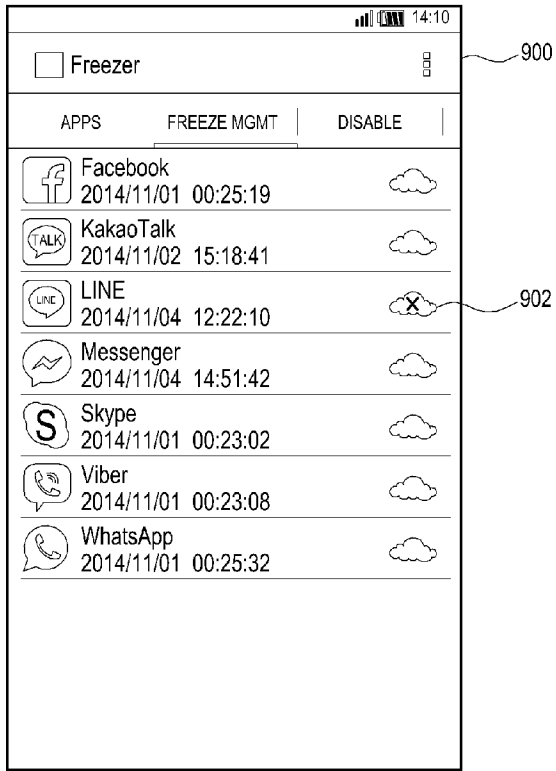 14:10
Freezer
900
APPS FREEZE MGMT DISABLE
Facebook
2014/11/01 00:25:19
TALK
KakaoTalk
2014/11/02 15:18:41
LINE
LINE
2014/11/04 12:22:10
X
902
Messenger
2014/11/04 14:51:42
S
Skype
2014/11/01 00:23:02
Viber
2014/11/01 00:23:08
WhatsApp
2014/11/01 00:25:32